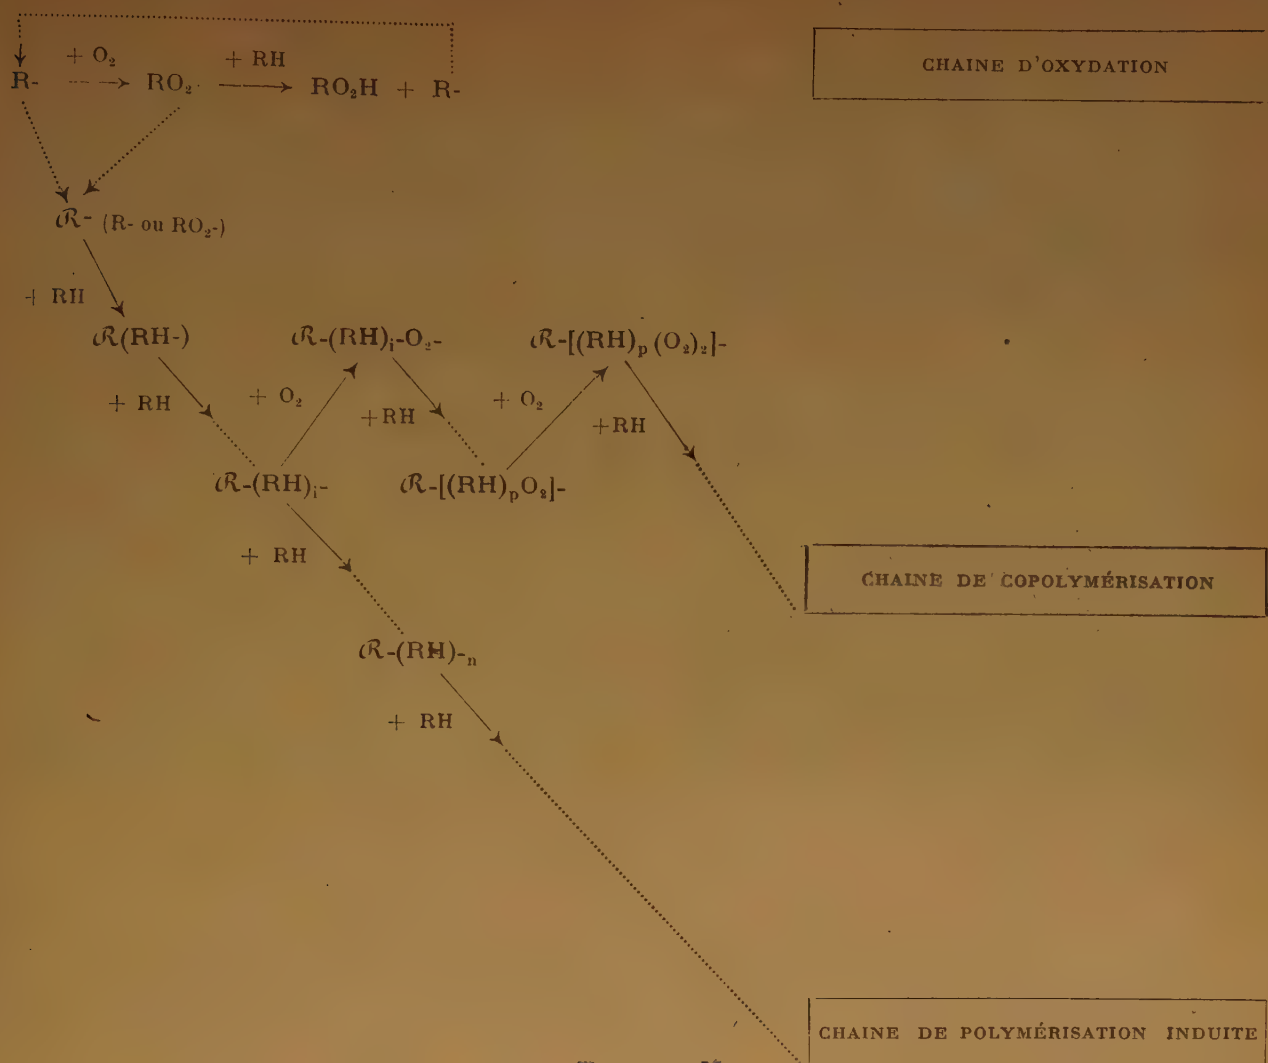 + O₂ + RH
R- → RO₂- → RO₂H + R-
CHAINE D'OXYDATION
ℛ- (R- ou RO₂-)
+ RH
ℛ(RH-) ℛ-(RH)ᵢ-O₂- ℛ-[(RH)ₚ(O₂)₂]-
+ RH + O₂ +RH + O₂ +RH
ℛ-(RH)ᵢ- ℛ-[(RH)ₚO₂]-
+ RH
CHAINE DE COPOLYMÉRISATION
ℛ-(RH)-ₙ
+ RH
CHAINE DE POLYMÉRISATION INDUITE